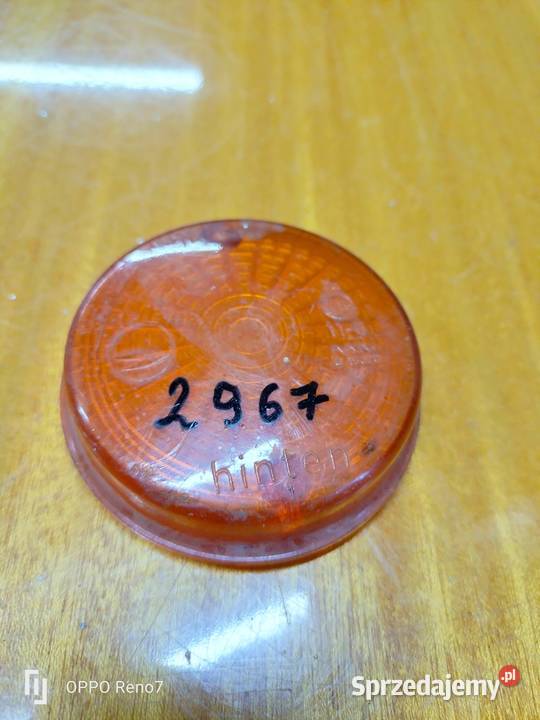 2967
hinten
OPPO Reno7
Sprzedajemy.pl